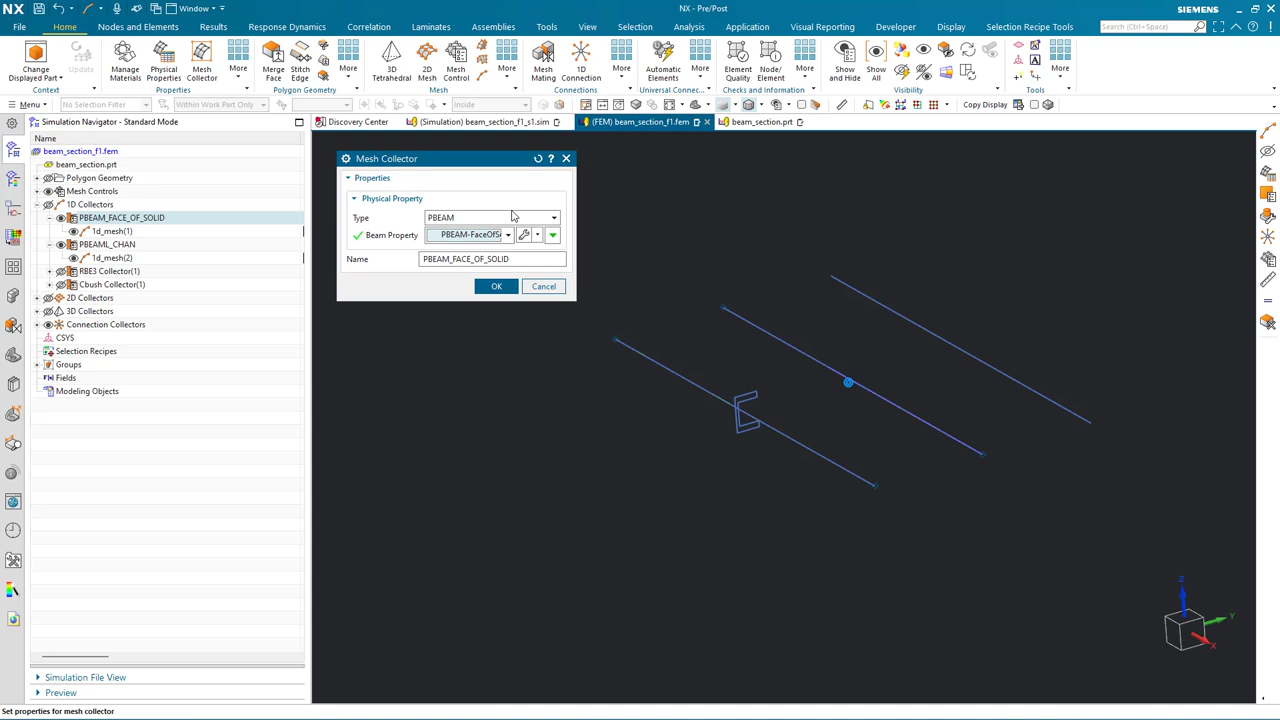 NX
Window
NX - Pre/Post
SIEMENS
File
Home
Nodes and Elements
Results
Response Dynamics
Correlation
Laminates
Assemblies
Tools
View
Selection
Analysis
Application
Developer
Display
Selection Recipe Tools
Search (Ctrl+Space)
Change
Displayed Part
Update
Manage
Materials
Physical
Properties
Mesh
Collector
More
Merge
Face
Stitch
Edge
More
3D
Tetrahedral
2D
Mesh
Mesh
Control
More
Mesh
Mating
1D
Connection
More
Automatic
Elements
More
Element
Quality
Node/
Element
More
Show
and Hide
Show
All
More
Context
Properties
Polygon Geometry
Mesh
Connections
Universal Connec...
Checks and Information
Visibility
Tools
Menu
No Selection Filter
Within Work Part Only
Inside
Copy Display
Simulation Navigator - Standard Mode
Discovery Center
(Simulation) beam_section_f1_s1.sim
(FEM) beam_section_f1.fem
beam_section.prt
Name
beam_section_f1.fem
beam_section.prt
Polygon Geometry
Mesh Controls
1D Collectors
PBEAM_FACE_OF_SOLID
1d_mesh(1)
PBEAML_CHAN
1d_mesh(2)
RBE3 Collector(1)
Cbush Collector(1)
2D Collectors
3D Collectors
Connection Collectors
CSYS
Selection Recipes
Groups
Fields
Modeling Objects
Mesh Collector
Properties
Physical Property
Type
PBEAM
Beam Property
PBEAM-FaceOfS
Name
PBEAM_FACE_OF_SOLID
OK
Cancel
Z
Y
X
Simulation File View
Preview
Set properties for mesh collector